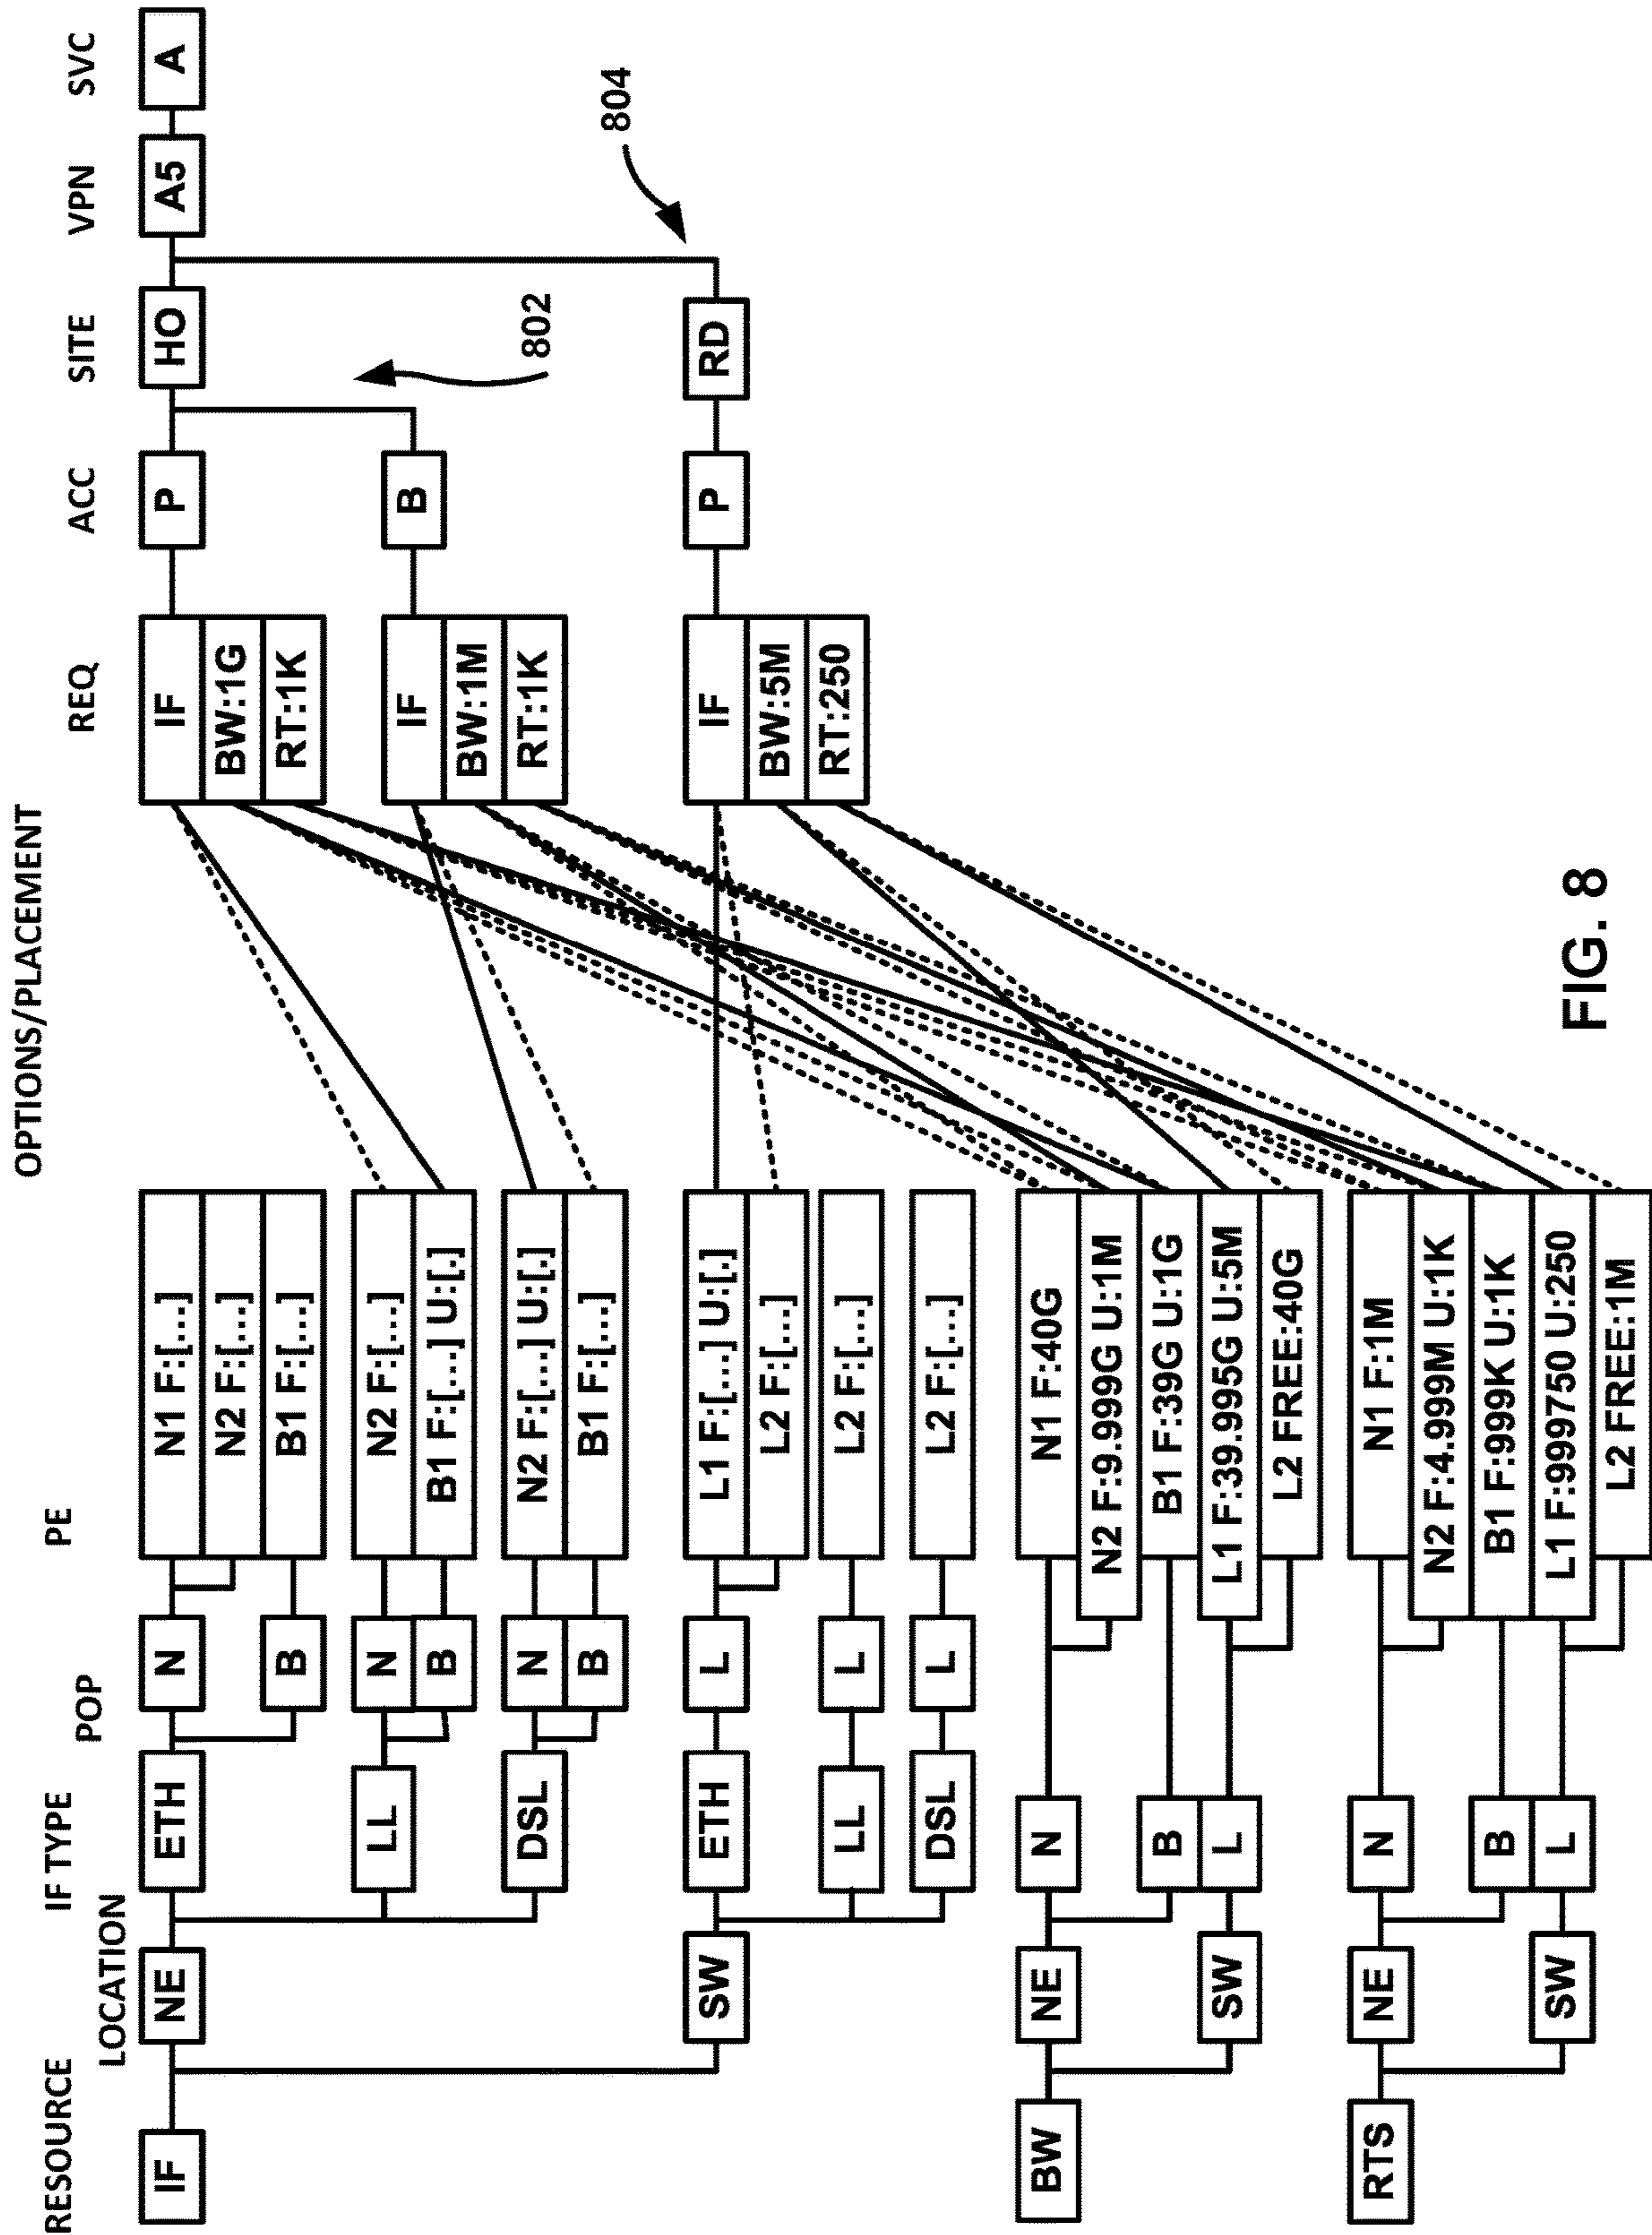 OPTIONS/PLACEMENT
RESOURCE
LOCATION
IF TYPE
POP
PE
REQ
ACC
SITE
VPN
SVC
IF
NE
ETH
N
N1 F:[...]
N2 F:[...]
B
B1 F:[...]
IF
BW:1G
RT:1K
P
HO
A5
A
LL
N
N2 F:[...]
B
B1 F:[...] U:[.]
802
IF
BW:1M
RT:1K
B
DSL
N
N2 F:[...] U:[.]
B
B1 F:[...]
804
SW
ETH
L
L1 F:[...] U:[.]
L2 F:[...]
IF
BW:5M
RT:250
P
RD
LL
L
L2 F:[...]
DSL
L
L2 F:[...]
BW
NE
N
N1 F:40G
N2 F:9.999G U:1M
B
B1 F:39G U:1G
SW
L
L1 F:39.995G U:5M
L2 FREE:40G
RTS
NE
N
N1 F:1M
N2 F:4.999M U:1K
B
B1 F:999K U:1K
SW
L
L1 F:999750 U:250
L2 FREE:1M
FIG. 8